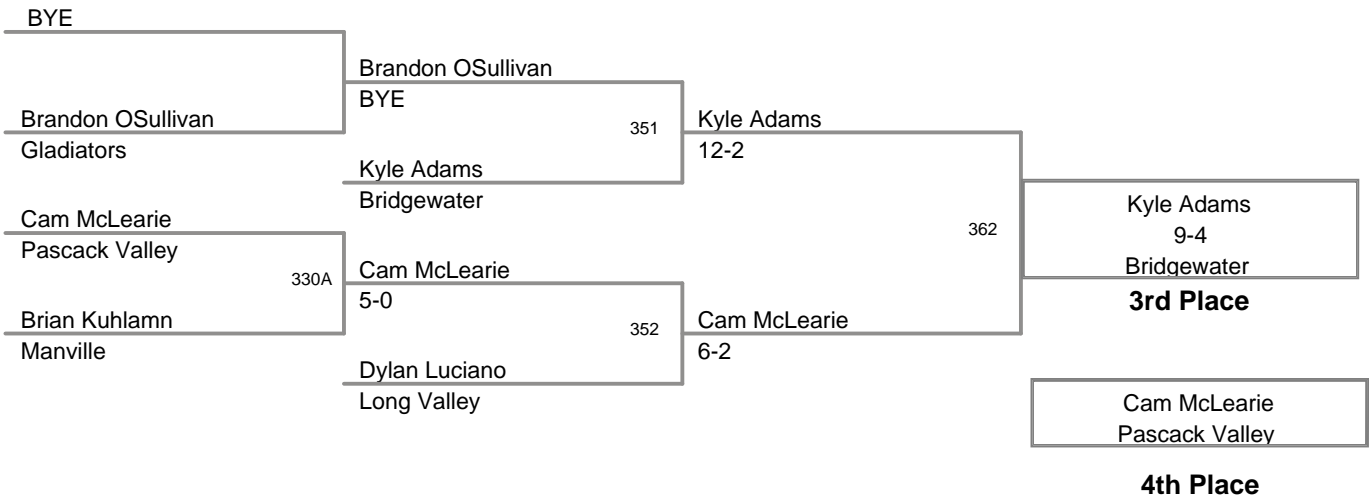 BYE
Brandon OSullivan
BYE
Brandon OSullivan
Gladiators
351
Kyle Adams
12-2
Kyle Adams
Bridgewater
Cam McLearie
Pascack Valley
330A
Cam McLearie
5-0
Brian Kuhlamn
Manville
352
Cam McLearie
6-2
Dylan Luciano
Long Valley
362
Kyle Adams
9-4
Bridgewater
3rd Place
Cam McLearie
Pascack Valley
4th Place